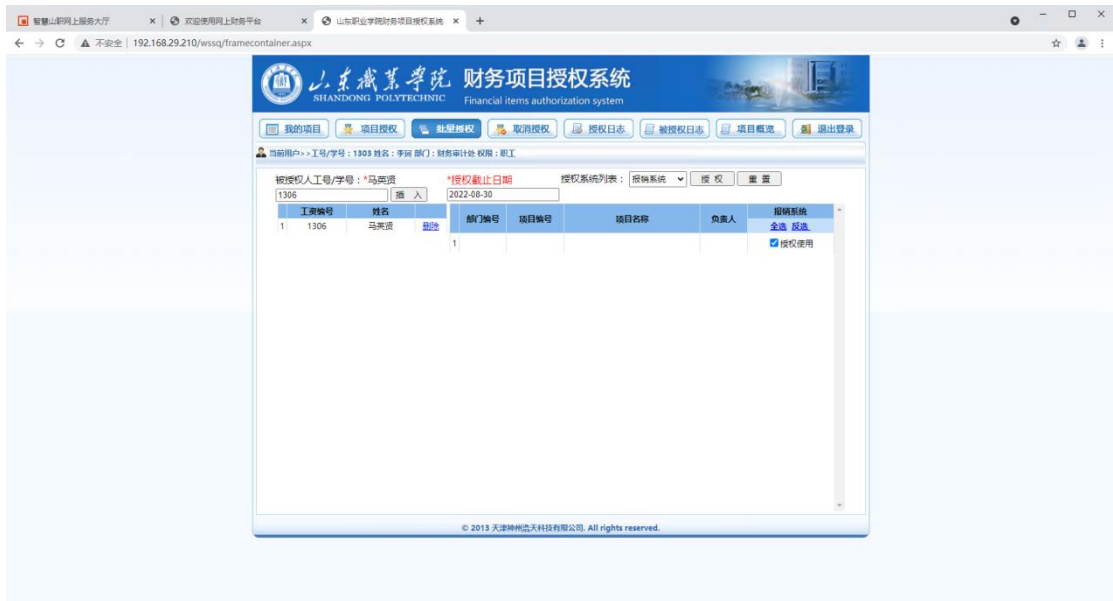 智慧山职网上服务大厅
欢迎使用网上财务平台
山东职业学院财务项目授权系统
不安全 | 192.168.29.210/wssq/framecontainer.aspx
山东职业学院 财务项目授权系统
SHANDONG POLYTECHNIC Financial items authorization system
我的项目 项目授权 批量授权 取消授权 授权日志 被授权日志 项目概览 退出登录
当前用户>>工号/学号：1303 姓名：李 部门：财务审计处 权限：职工
被授权人工号/学号：*马英贤 *授权截止日期 授权系统列表： 报销系统 授 权 重 置
1306 插 入 2022-08-30
工资编号 姓名 部门编号 项目编号 项目名称 负责人 报销系统
全选 反选
1 1306 马英贤 删除
1 授权使用
© 2013 天津神州浩天科技有限公司. All rights reserved.